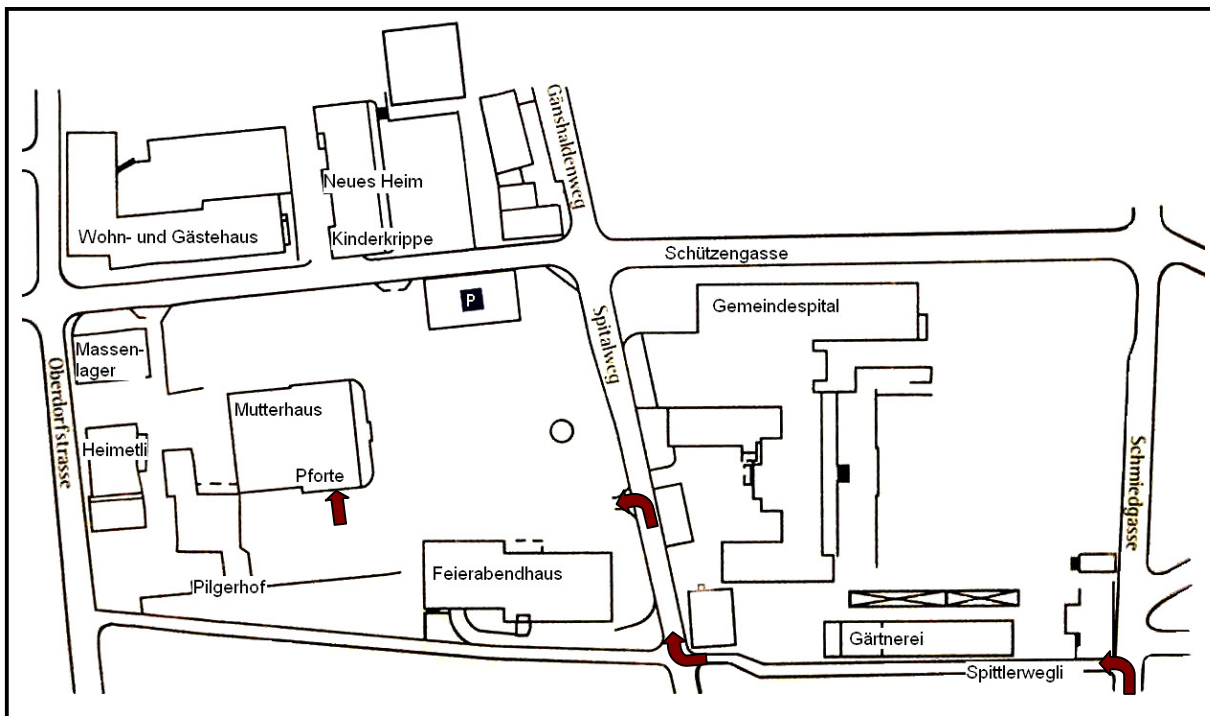 Gänshaldenweg
Neues Heim
Wohn- und Gästehaus
Kinderkrippe
Schützengasse
P
Gemeindespital
Spitalweg
Massen-
lager
Oberdorfstrasse
Mutterhaus
Heimetli
Pforte
Schmiedgasse
Feierabendhaus
Pilgerhof
Gärtnerei
Spittlerwegli